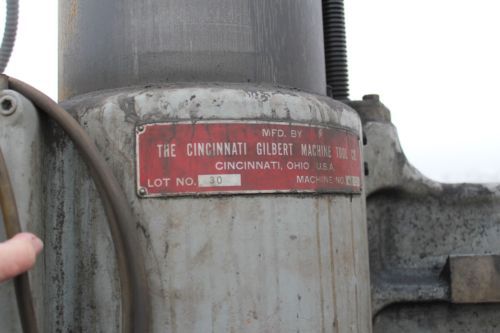 MFD. BY
THE CINCINNATI GILBERT MACHINE TOOL CO
CINCINNATI, OHIO U.S.A.
LOT NO. 30 MACHINE NO.